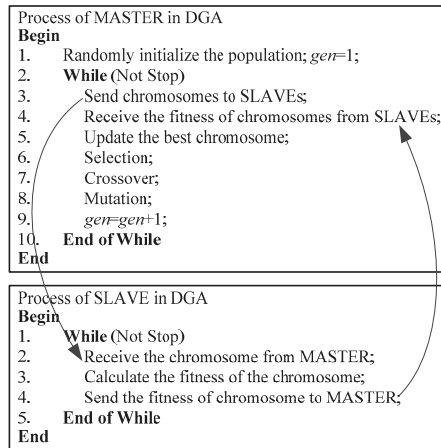 Process of MASTER in DGA
Begin
1. Randomly initialize the population; gen=1;
2. While (Not Stop)
3. Send chromosomes to SLAVEs;
4. Receive the fitness of chromosomes from SLAVEs;
5. Update the best chromosome;
6. Selection;
7. Crossover;
8. Mutation;
9. gen=gen+1;
10. End of While
End
Process of SLAVE in DGA
Begin
1. While (Not Stop)
2. Receive the chromosome from MASTER;
3. Calculate the fitness of the chromosome;
4. Send the fitness of chromosome to MASTER;
5. End of While
End